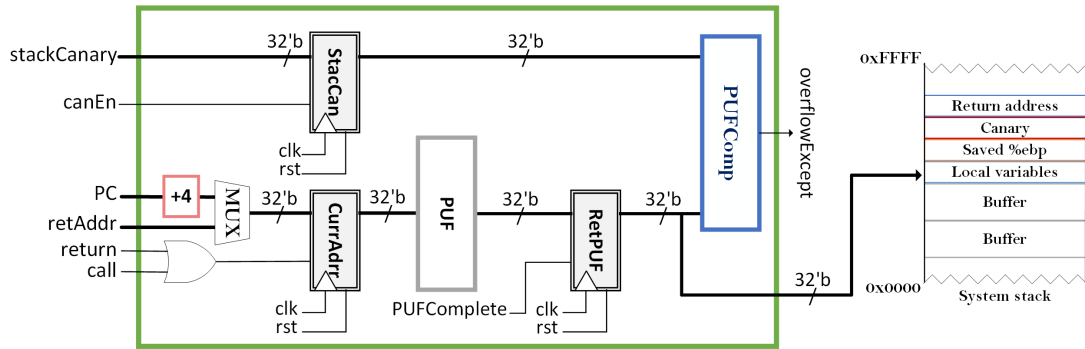 stackCanary
32'b
StacCan
32'b
canEn
clk
rst
PC
+4
retAddr
MUX
32'b
CurrAdrr
32'b
PUF
32'b
RetPUF
32'b
return
call
clk
rst
PUFComplete
clk
rst
PUFComp
overflowExcept
32'b
0xFFFF
Return address
Canary
Saved %ebp
Local variables
Buffer
Buffer
0x0000
System stack